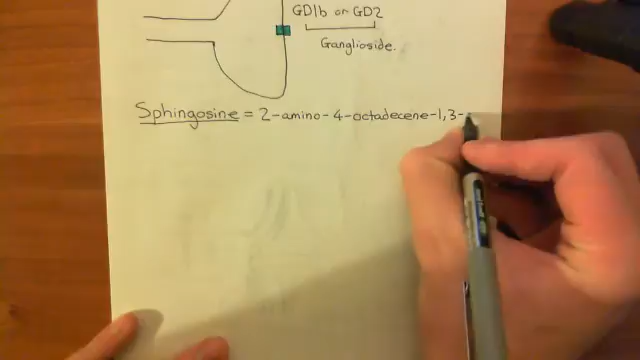 GD1b or GD2
Ganglioside.
Sphingosine = 2-amino-4-octadecene-1,3-